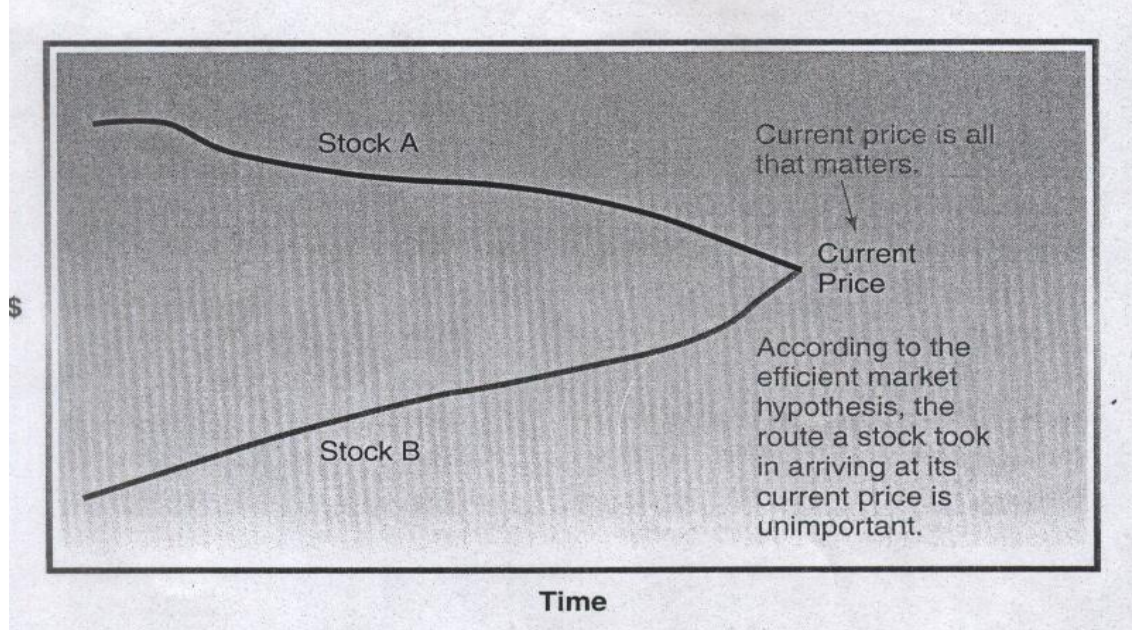 Stock A
Current price is all
that matters.
Current
Price
$
According to the
efficient market
hypothesis, the
route a stock took
in arriving at its
current price is
unimportant.
Stock B
Time